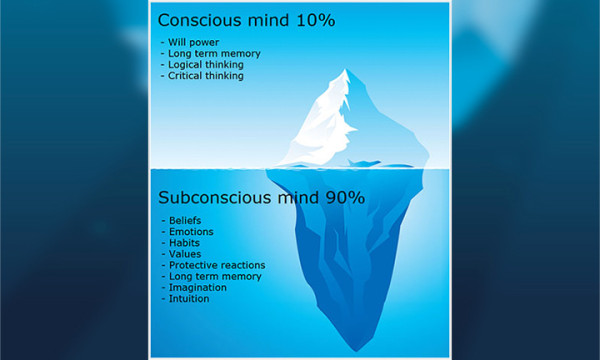 Conscious mind 10%
- Will power
- Long term memory
- Logical thinking
- Critical thinking
Subconscious mind 90%
- Beliefs
- Emotions
- Habits
- Values
- Protective reactions
- Long term memory
- Imagination
- Intuition